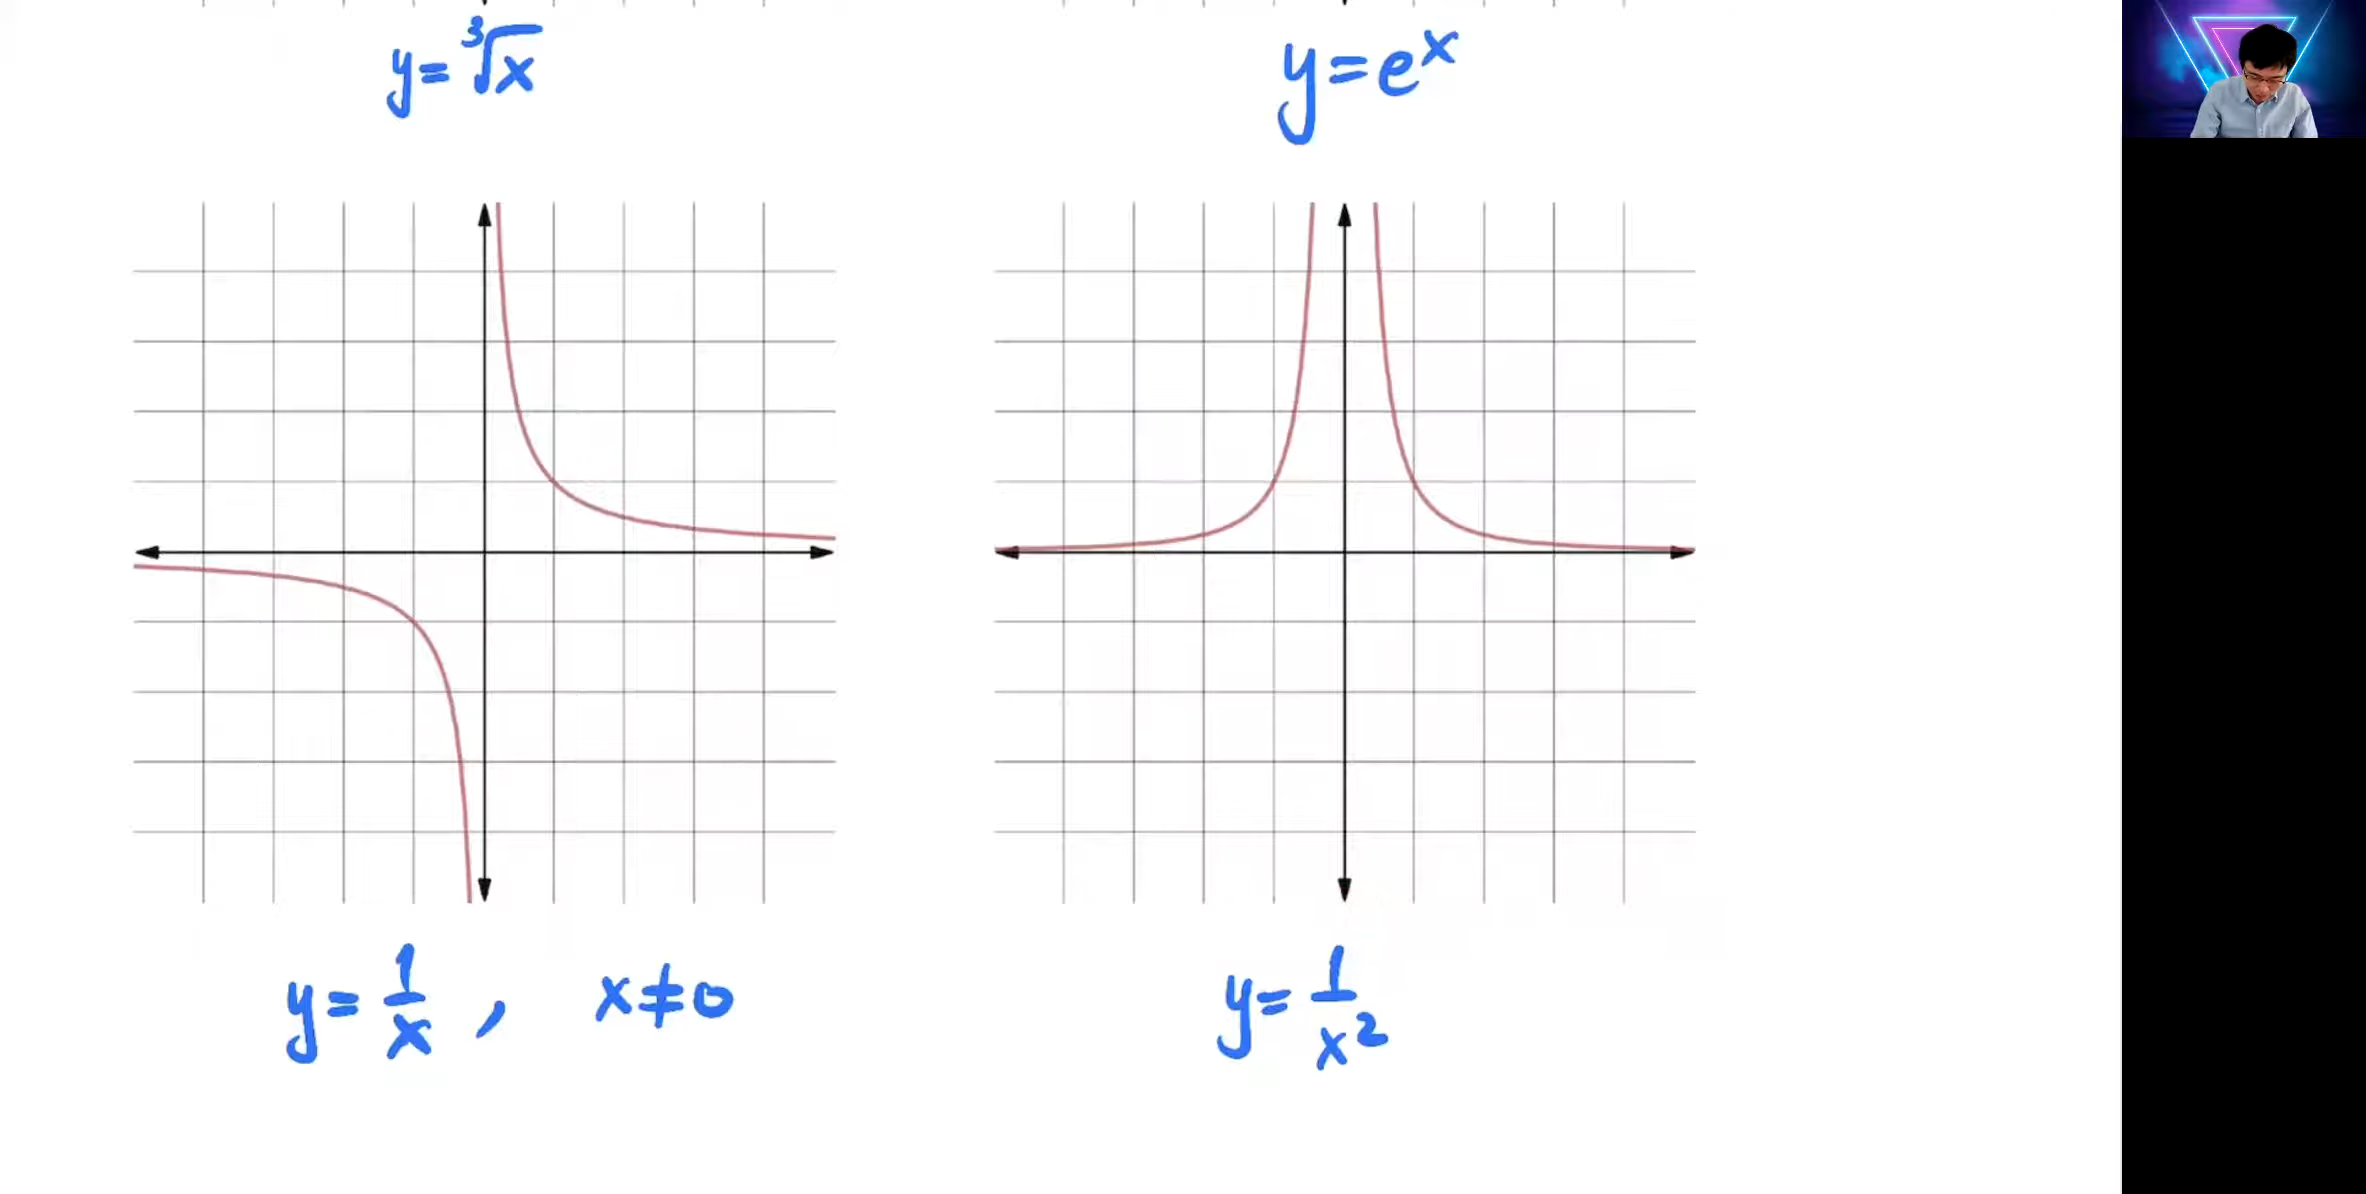 y=∛x
y=e^x
y=1/x , x≠0
y=1/x²